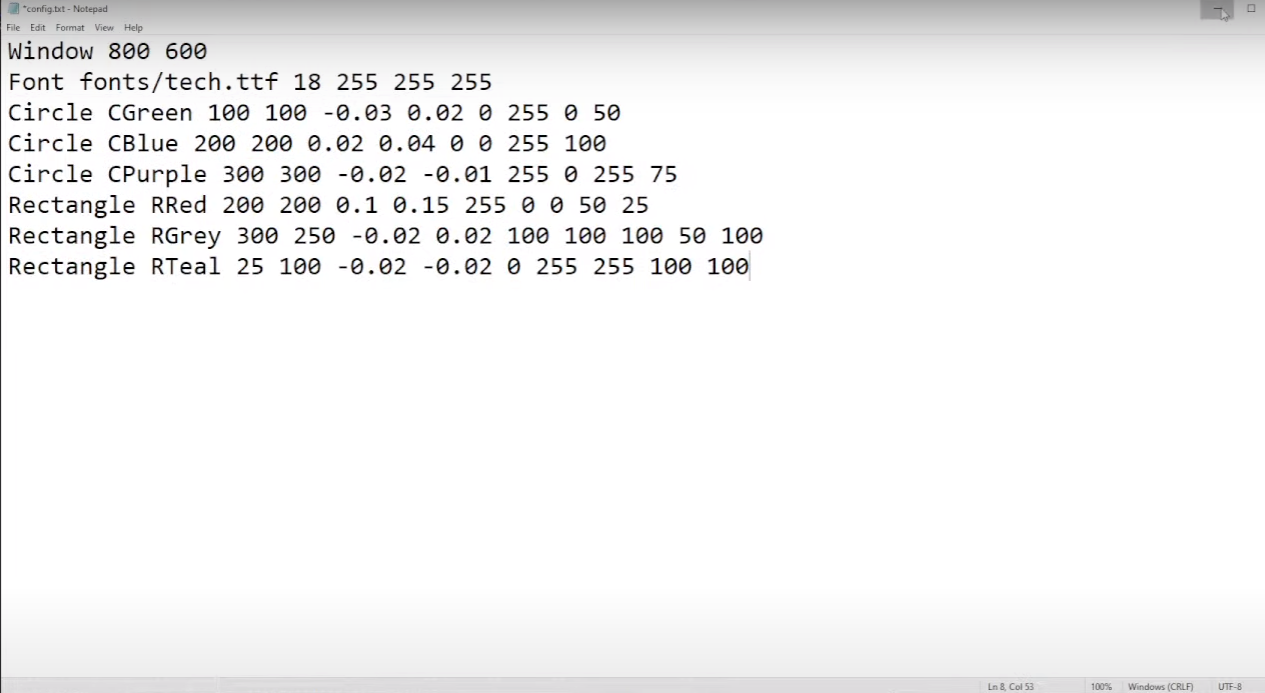 *config.txt - Notepad
File Edit Format View Help
Window 800 600
Font fonts/tech.ttf 18 255 255 255
Circle CGreen 100 100 -0.03 0.02 0 255 0 50
Circle CBlue 200 200 0.02 0.04 0 0 255 100
Circle CPurple 300 300 -0.02 -0.01 255 0 255 75
Rectangle RRed 200 200 0.1 0.15 255 0 0 50 25
Rectangle RGrey 300 250 -0.02 0.02 100 100 100 50 100
Rectangle RTeal 25 100 -0.02 -0.02 0 255 255 100 100
Ln 8, Col 53 100% Windows (CRLF) UTF-8